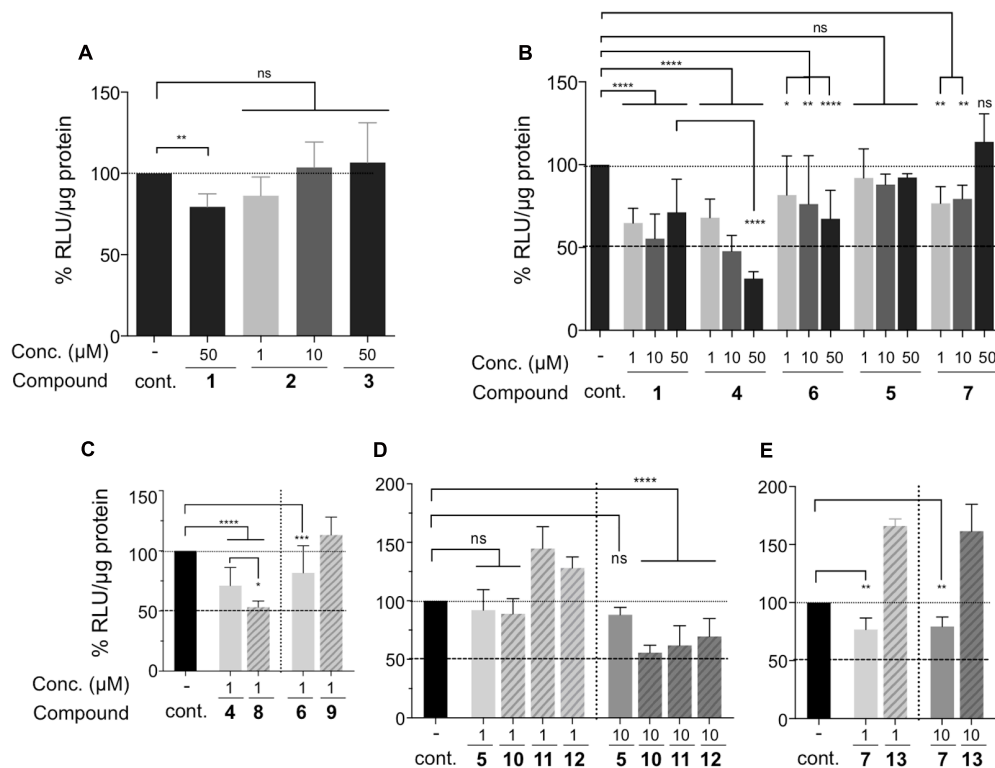 A
ns
150
**
100
50
0
% RLU/µg protein
Conc. (µM) - 50 1 10 50
Compound cont. 1 2 3
B
ns
****
****
* ** ****
** ** ns
150
100
****
50
0
% RLU/µg protein
Conc. (µM) - 1 10 50 1 10 50 1 10 50 1 10 50 1 10 50
Compound cont. 1 4 6 5 7
C
150
****
***
100
*
50
0
% RLU/µg protein
Conc. (µM) - 1 1 1 1
Compound cont. 4 8 6 9
D
200
****
150
ns
ns
100
50
0
- 1 1 1 1 10 10 10 10
cont. 5 10 11 12 5 10 11 12
E
200
150
100
** **
50
0
- 1 1 10 10
cont. 7 13 7 13